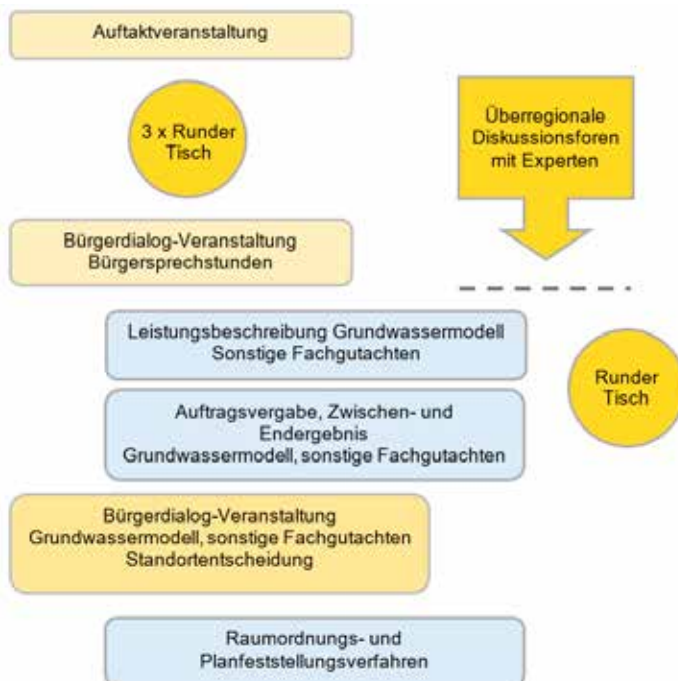 Auftaktveranstaltung
3 x Runder
Tisch
Überregionale
Diskussionsforen
mit Experten
Bürgerdialog-Veranstaltung
Bürgersprechstunden
Leistungsbeschreibung Grundwassermodell
Sonstige Fachgutachten
Runder
Tisch
Auftragsvergabe, Zwischen- und
Endergebnis
Grundwassermodell, sonstige Fachgutachten
Bürgerdialog-Veranstaltung
Grundwassermodell, sonstige Fachgutachten
Standortentscheidung
Raumordnungs- und
Planfeststellungsverfahren